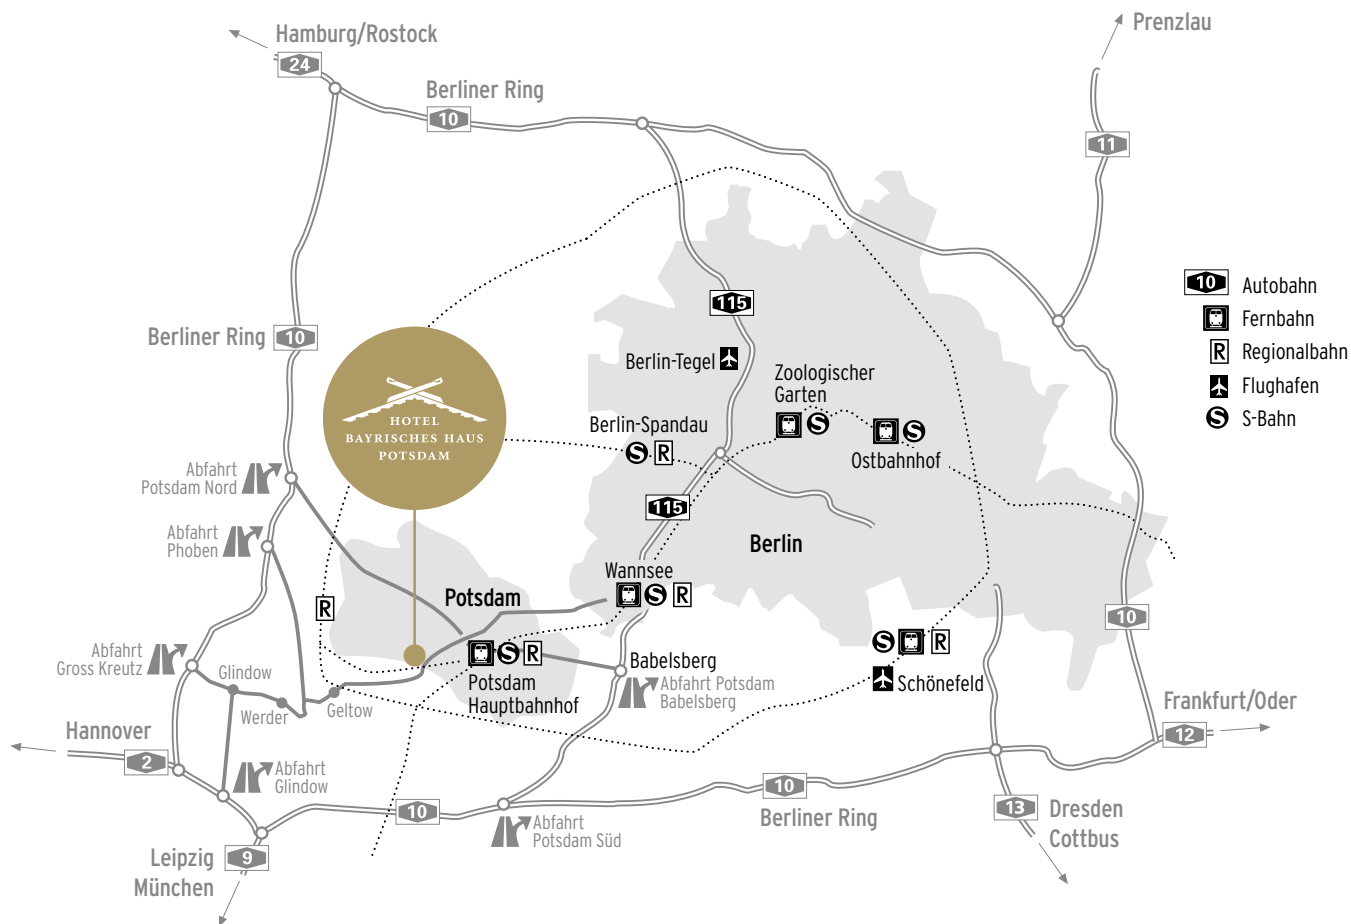 Hamburg/Rostock
24
Prenzlau
Berliner Ring
10
11
10
Autobahn
Fernbahn
R
Regionalbahn
Flughafen
S
S-Bahn
115
Berliner Ring
10
Berlin-Tegel
Zoologischer
Garten
S
S
Ostbahnhof
HOTEL
BAYRISCHES HAUS
POTSDAM
Berlin-Spandau
S
R
Abfahrt
Potsdam Nord
115
Abfahrt
Phoben
Berlin
Wannsee
S
R
Potsdam
R
10
Abfahrt
Gross Kreutz
Glindow
Werder
Geltow
S
R
Potsdam
Hauptbahnhof
Babelsberg
Abfahrt Potsdam
Babelsberg
S
R
Schönefeld
Frankfurt/Oder
12
Hannover
2
Abfahrt
Glindow
10
Abfahrt
Potsdam Süd
10
Berliner Ring
13
Dresden
Cottbus
Leipzig
München
9